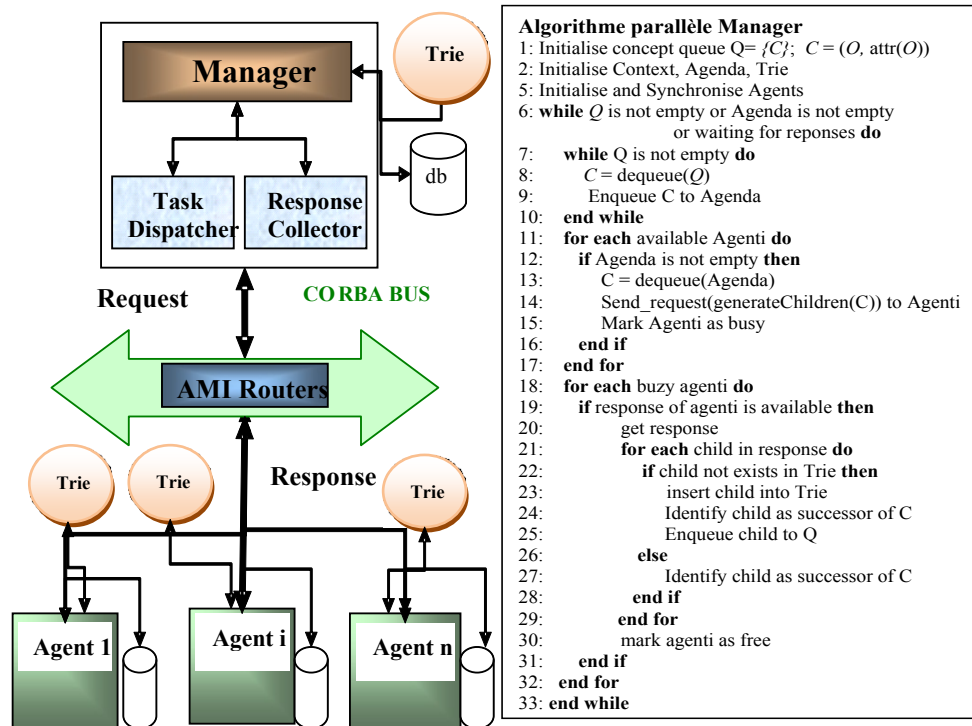 Manager
Trie
db
Task
Dispatcher
Response
Collector
Request
CORBA BUS
AMI Routers
Response
Trie
Trie
Trie
Agent 1
Agent i
Agent n
Algorithme parallèle Manager
1: Initialise concept queue Q= {C}; C = (O, attr(O))
2: Initialise Context, Agenda, Trie
5: Initialise and Synchronise Agents
6: while Q is not empty or Agenda is not empty
or waiting for reponses do
7: while Q is not empty do
8: C = dequeue(Q)
9: Enqueue C to Agenda
10: end while
11: for each available Agenti do
12: if Agenda is not empty then
13: C = dequeue(Agenda)
14: Send_request(generateChildren(C)) to Agenti
15: Mark Agenti as busy
16: end if
17: end for
18: for each buzy agenti do
19: if response of agenti is available then
20: get response
21: for each child in response do
22: if child not exists in Trie then
23: insert child into Trie
24: Identify child as successor of C
25: Enqueue child to Q
26: else
27: Identify child as successor of C
28: end if
29: end for
30: mark agenti as free
31: end if
32: end for
33: end while